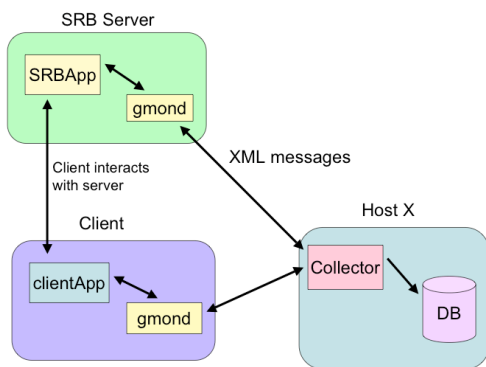 SRB Server
SRBApp
gmond
Client interacts
with server
XML messages
Client
Host X
clientApp
gmond
Collector
DB